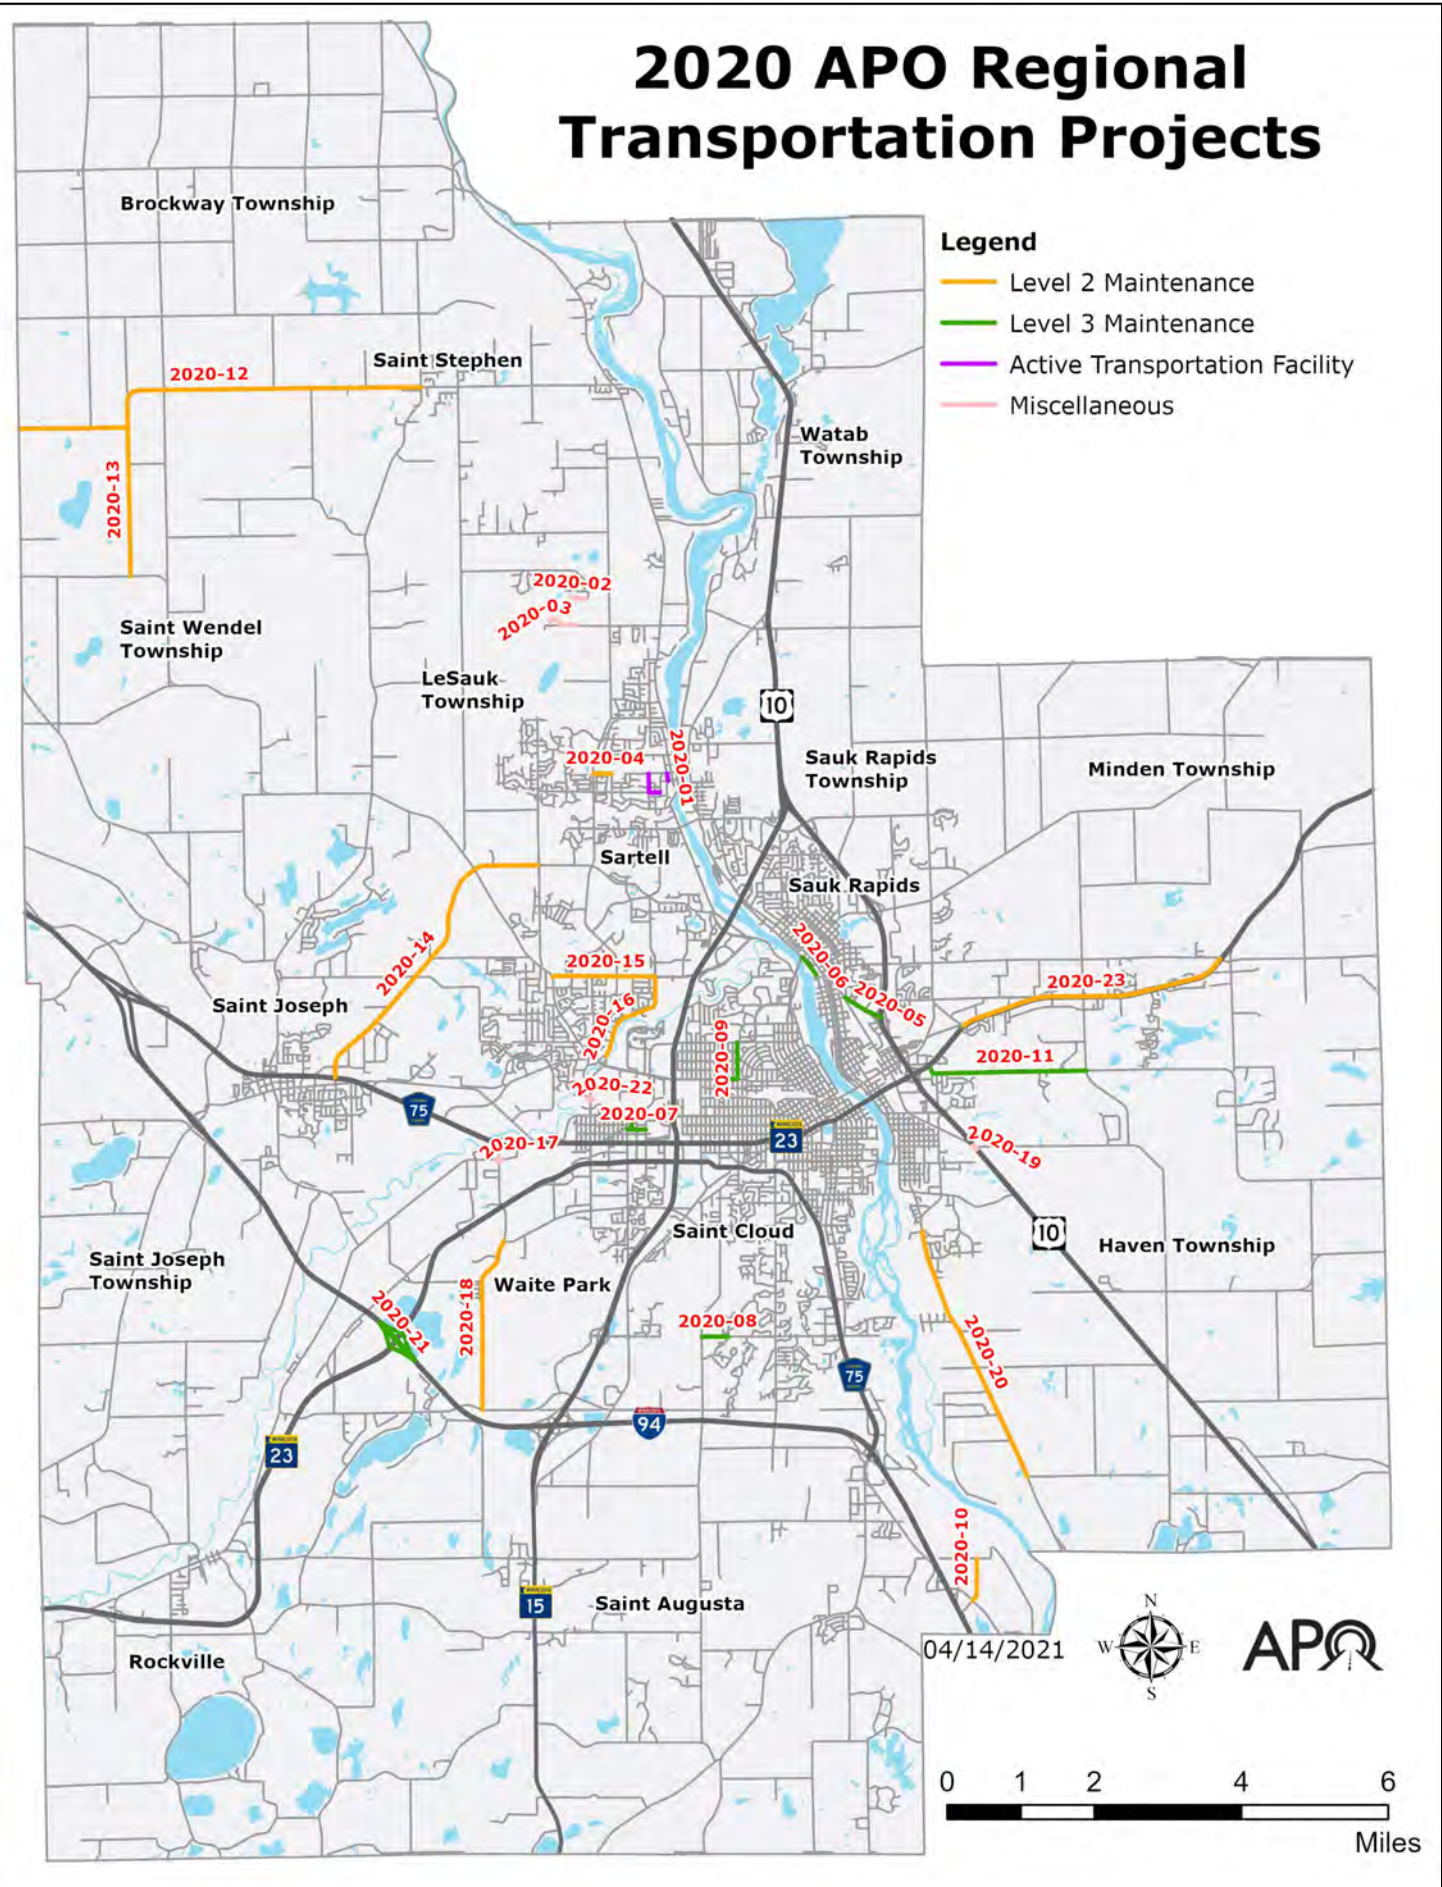 2020 APO Regional
Transportation Projects
Legend
Level 2 Maintenance
Level 3 Maintenance
Active Transportation Facility
Miscellaneous
Brockway Township
Saint Stephen
2020-12
Watab
Township
2020-13
2020-02
2020-03
Saint Wendel
Township
LeSauk
Township
10
2020-01
2020-04
Sauk Rapids
Township
Minden Township
Sartell
Sauk Rapids
2020-14
2020-15
2020-06
2020-05
2020-23
Saint Joseph
2020-16
2020-09
2020-11
2020-22
75
2020-07
2020-17
23
2020-19
Saint Cloud
10
Haven Township
Saint Joseph
Township
Waite Park
2020-18
2020-21
2020-08
2020-20
75
94
23
2020-10
15
Saint Augusta
N
W
E
S
04/14/2021
APO
Rockville
0 1 2 4 6
Miles